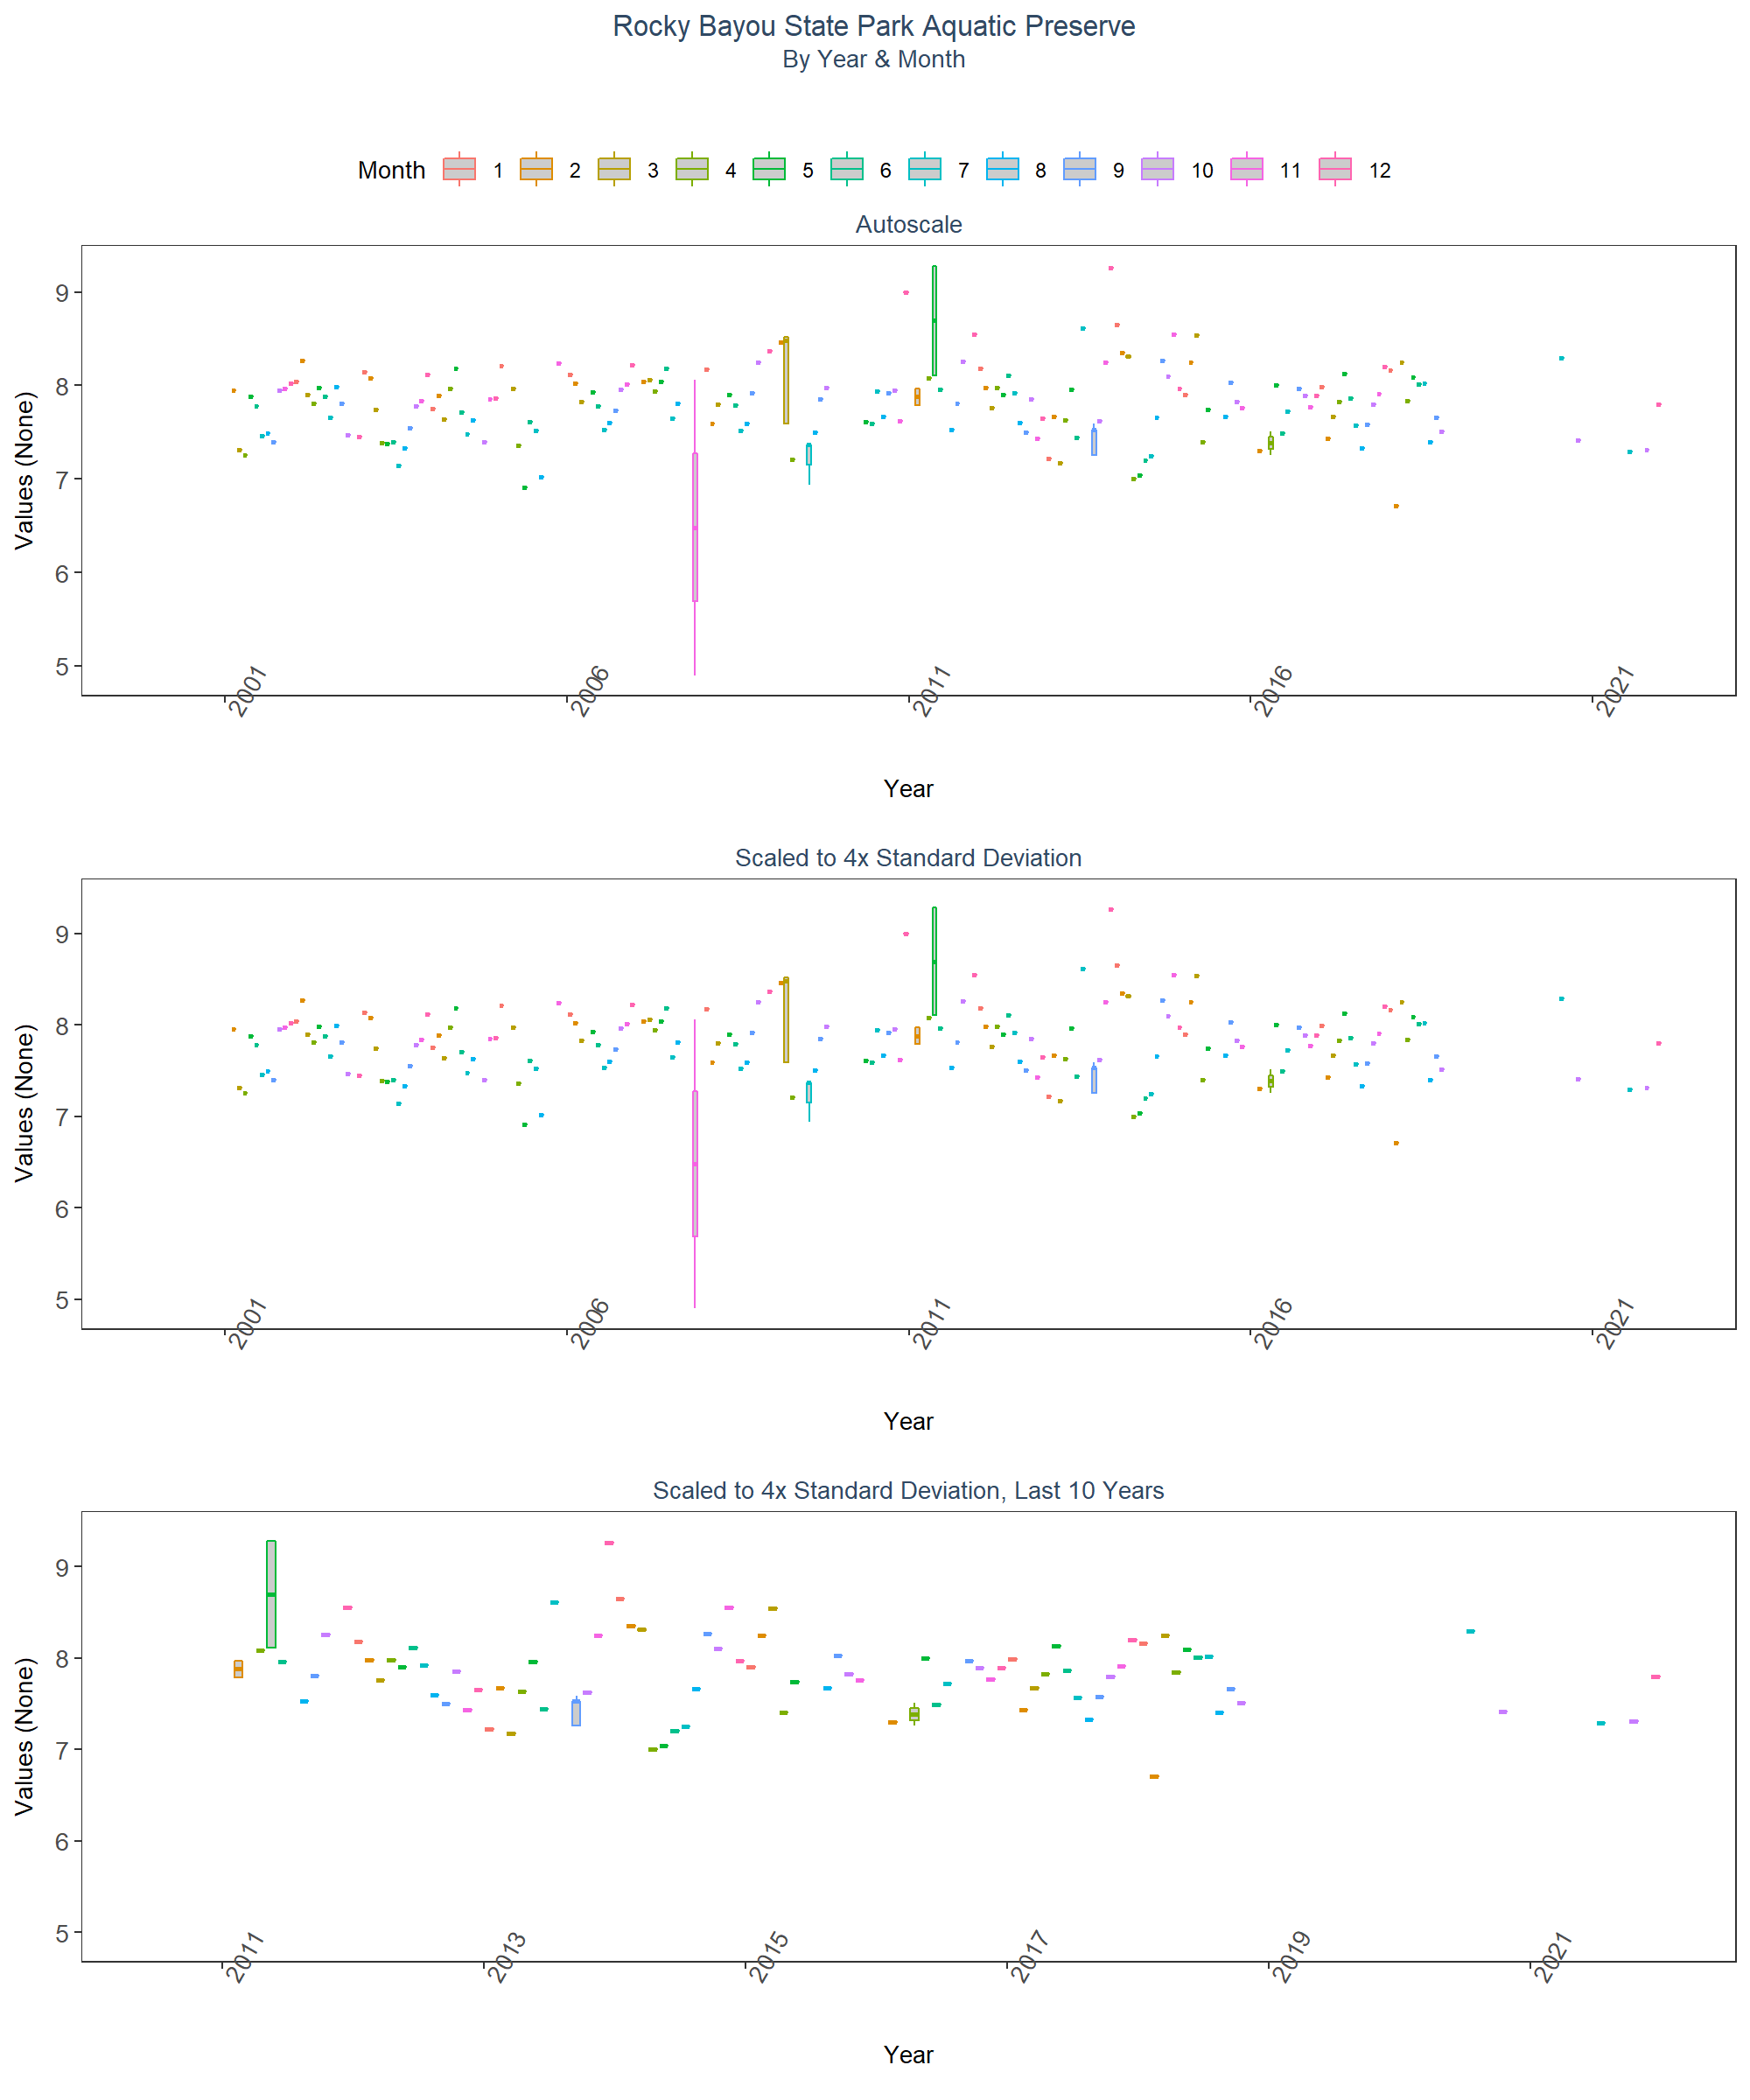 Rocky Bayou State Park Aquatic Preserve
By Year & Month
Month 1 2 3 4 5 6 7 8 9 10 11 12
Autoscale
Values (None)
9
8
7
6
5
2001 2006 2011 2016 2021
Year
Scaled to 4x Standard Deviation
Values (None)
9
8
7
6
5
2001 2006 2011 2016 2021
Year
Scaled to 4x Standard Deviation, Last 10 Years
Values (None)
9
8
7
6
5
2011 2013 2015 2017 2019 2021
Year